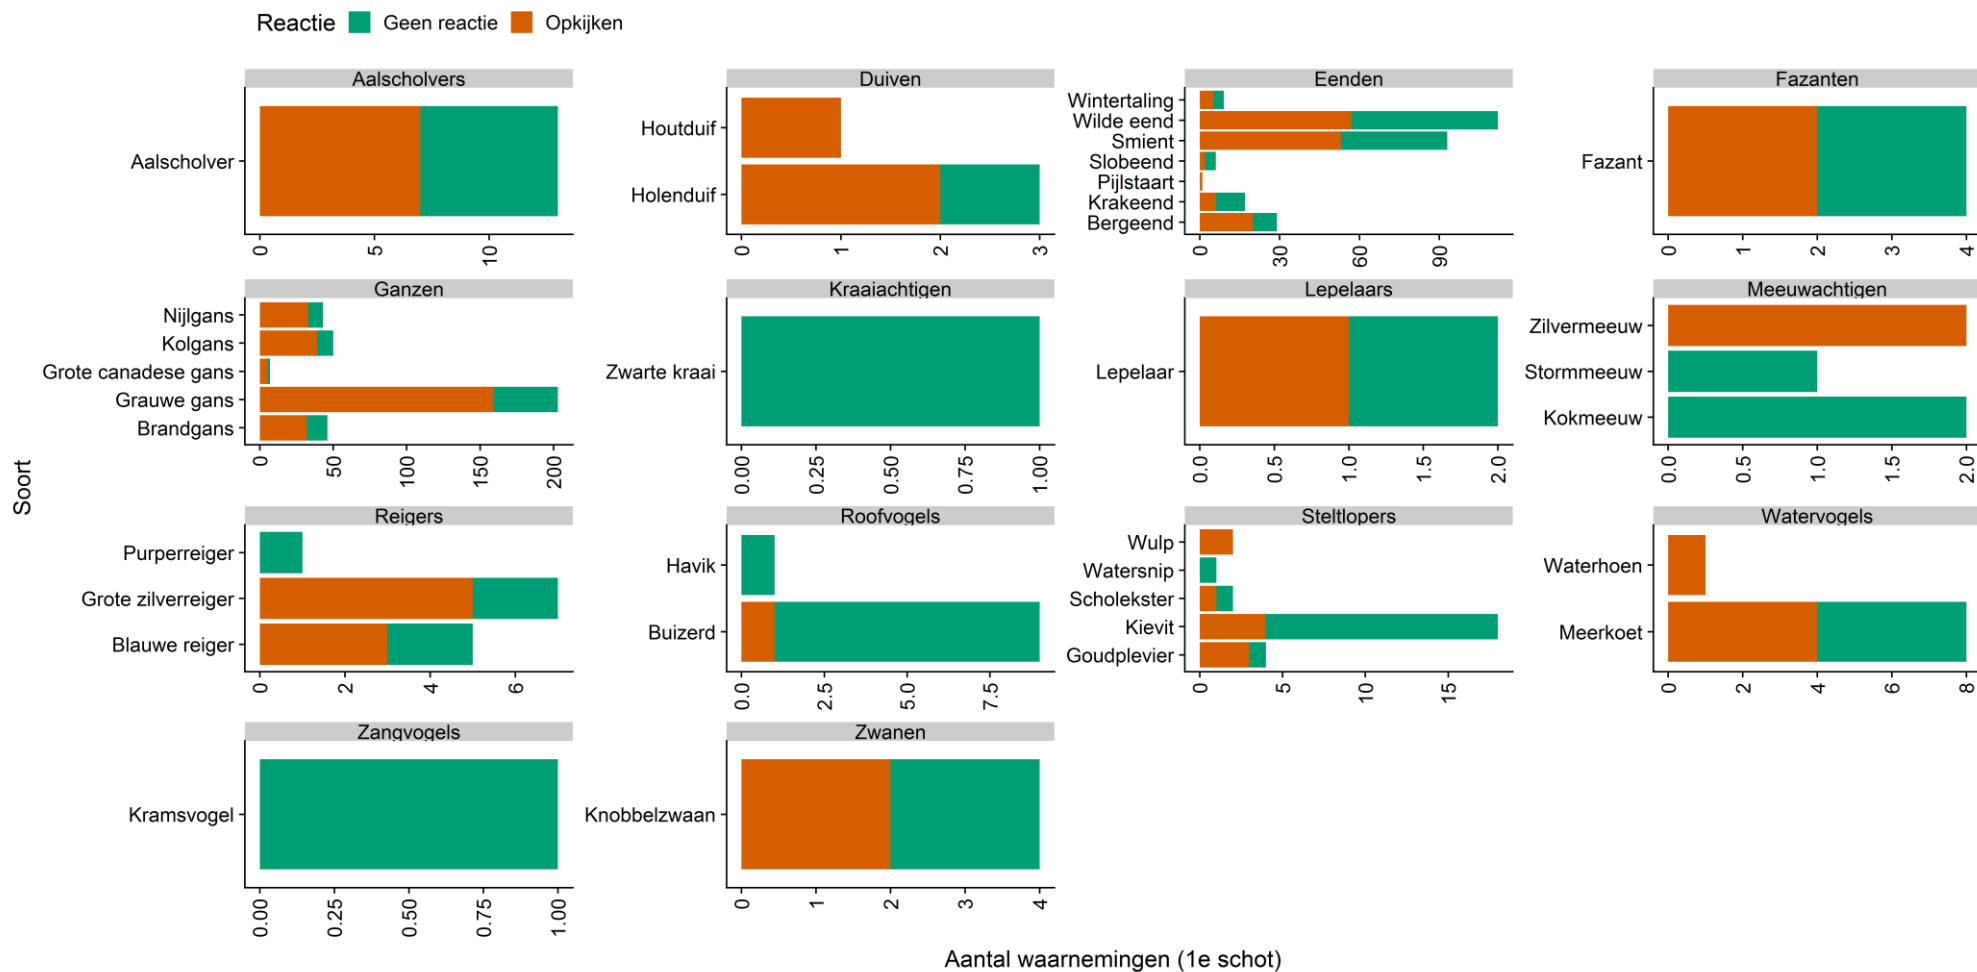 Reactie Geen reactie Opkijken
Aalscholvers Duiven Eenden Fazanten
Aalscholver
0 5 10
Houtduif
Holenduif
0 1 2 3
Wintertaling
Wilde eend
Smient
Slobeend
Pijlstaart
Krakeend
Bergeend
0 30 60 90
Fazant
0 1 2 3 4
Ganzen Kraaiachtigen Lepelaars Meeuwachtigen
Nijlgans
Kolgans
Grote canadese gans
Grauwe gans
Brandgans
0 50 100 150 200
Zwarte kraai
0.00 0.25 0.50 0.75 1.00
Lepelaar
0.0 0.5 1.0 1.5 2.0
Zilvermeeuw
Stormmeeuw
Kokmeeuw
0.0 0.5 1.0 1.5 2.0
Soort
Reigers Roofvogels Steltlopers Watervogels
Purperreiger
Grote zilverreiger
Blauwe reiger
0 2 4 6
Havik
Buizerd
0.0 2.5 5.0 7.5
Wulp
Watersnip
Scholekster
Kievit
Goudplevier
0 5 10 15
Waterhoen
Meerkoet
0 2 4 6 8
Zangvogels Zwanen
Kramsvogel
0.00 0.25 0.50 0.75 1.00
Knobbelzwaan
0 1 2 3 4
Aantal waarnemingen (1e schot)